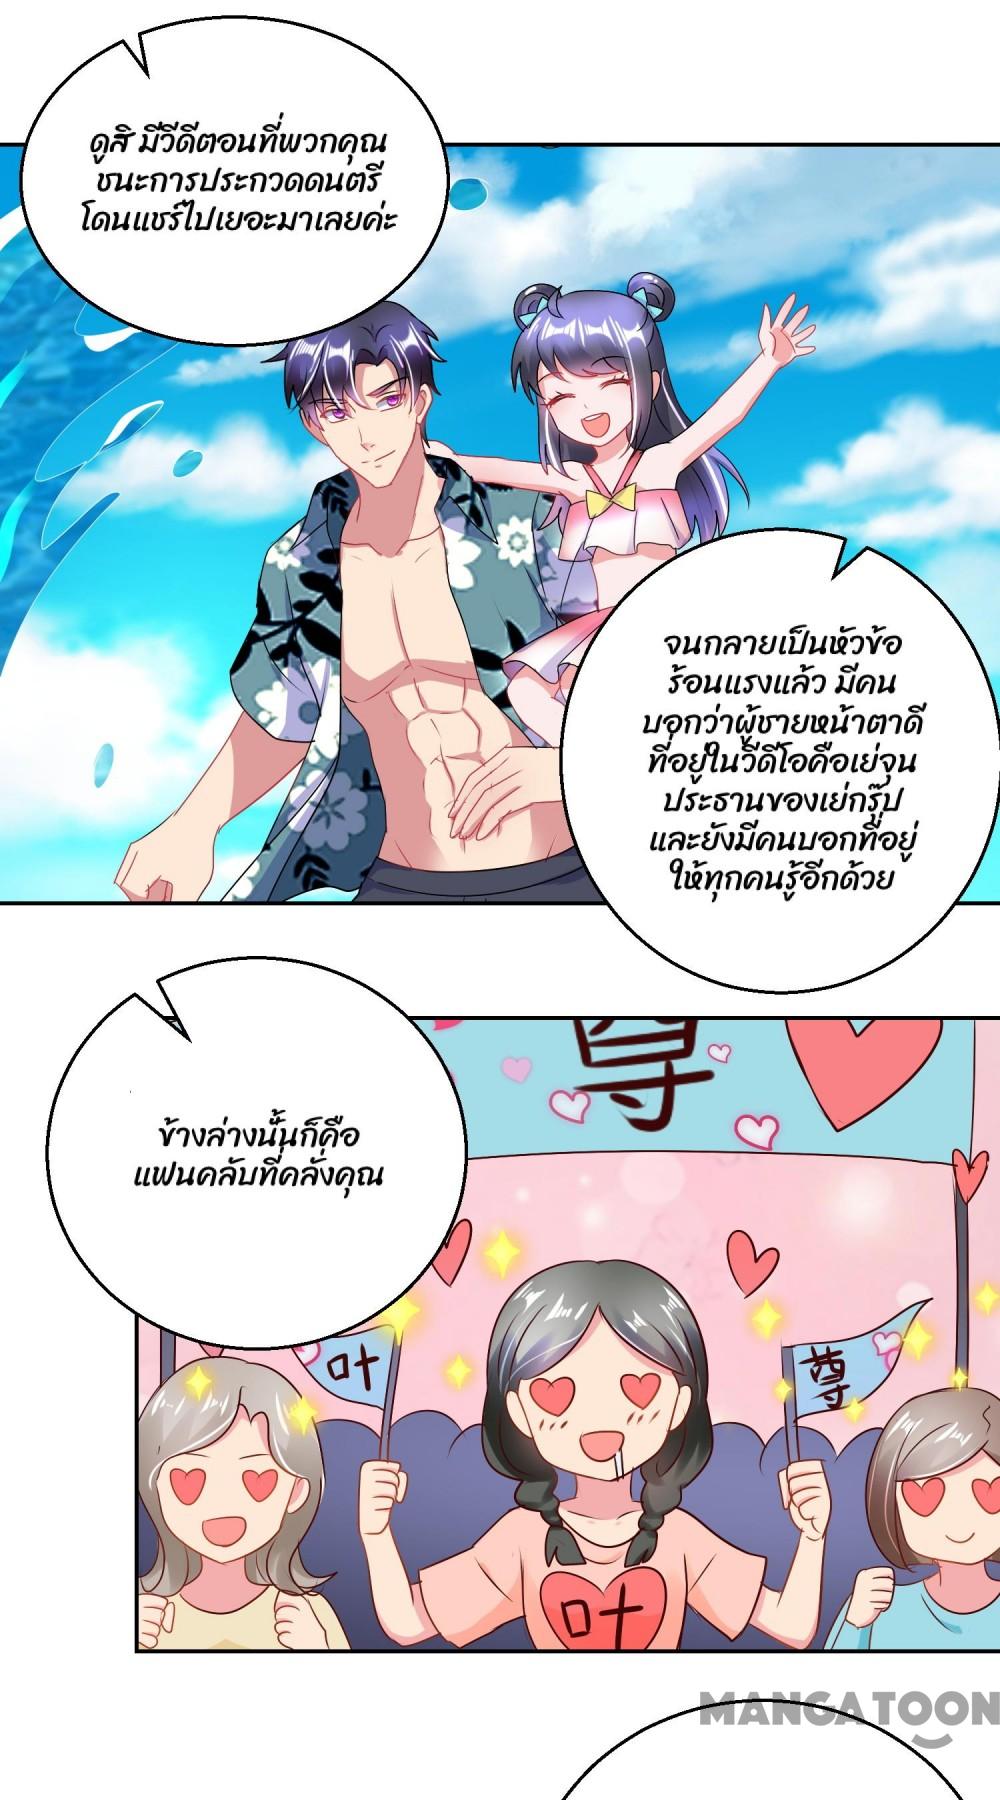 ดูสิ มีวีดีตอนที่พวกคุณ
ชนะการประกวดดนตรี
โดนแชร์ไปเยอะมาเลยค่ะ
จนกลายเป็นหัวข้อ
ร้อนแรงแล้ว มีคน
บอกว่าผู้ชายหน้าตาดี
ที่อยู่ในวีดีโอคือเย่จุน
ประธานของเย่กรุ๊ป
และยังมีคนบอกที่อยู่
ให้ทุกคนรู้อีกด้วย
尊
ข้างล่างนั้นก็คือ
แฟนคลับที่คลั่งคุณ
叶
尊
叶
MANGATOON